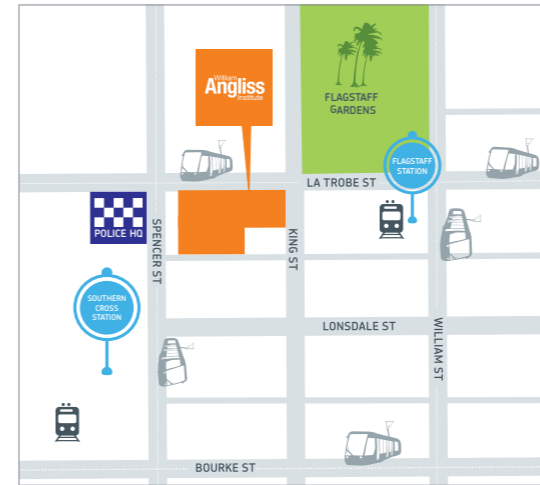 William
Angliss
Institute
FLAGSTAFF
GARDENS
FLAGSTAFF
STATION
LA TROBE ST
POLICE HQ
SPENCER ST
KING ST
SOUTHERN
CROSS
STATION
LONSDALE ST
WILLIAM ST
BOURKE ST